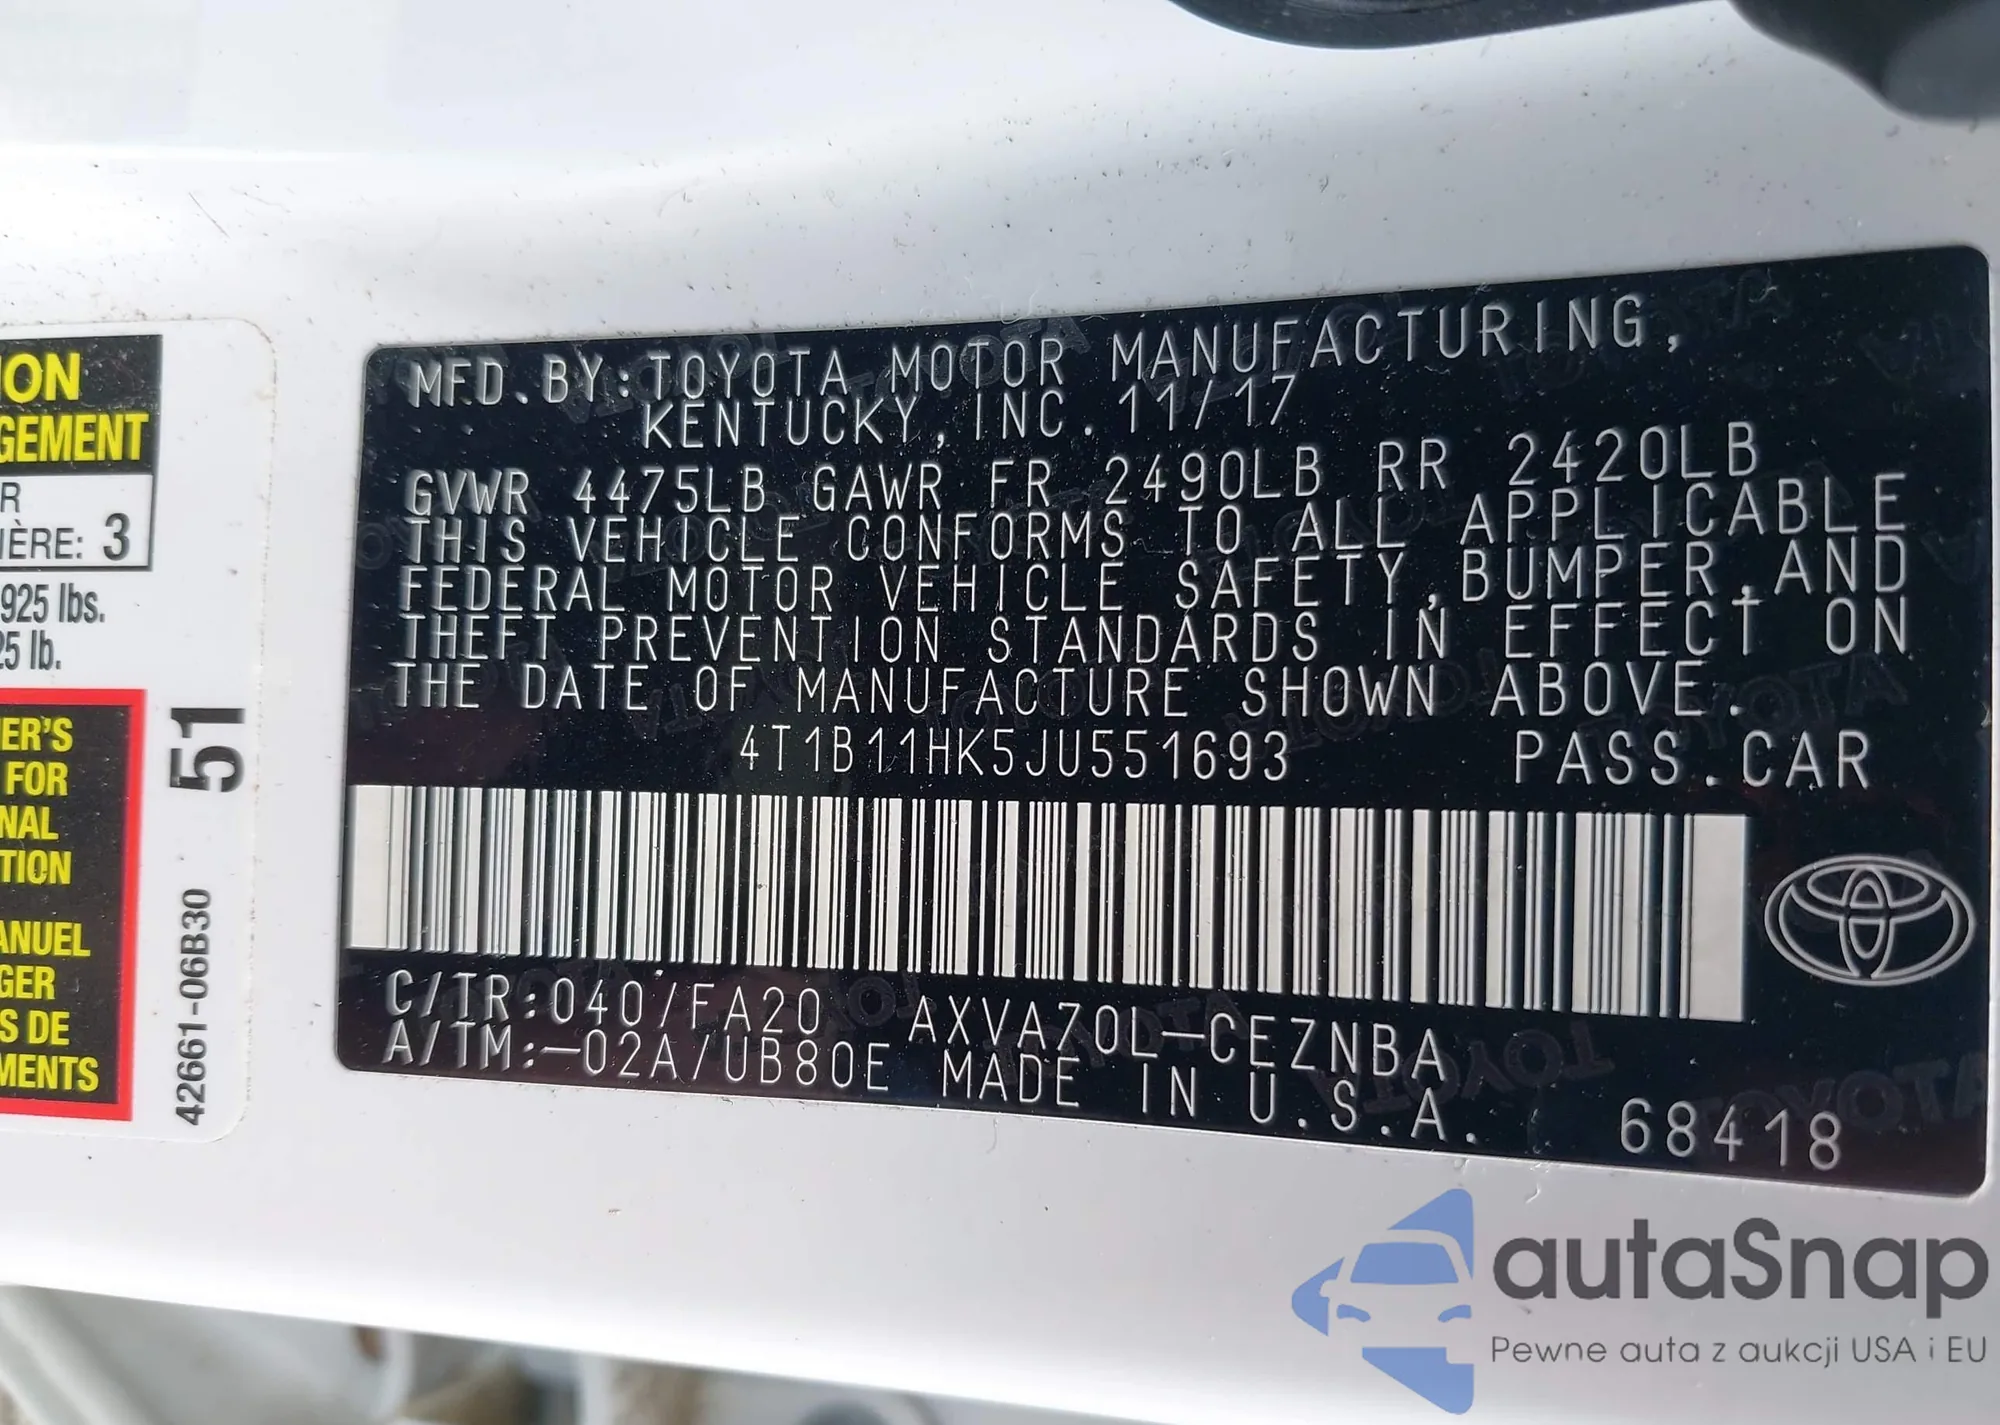 ION
GEMENT
R
IÈRE: 3
925 lbs.
25 lb.
ER'S
FOR
NAL
TION
ANUEL
GER
S DE
MENTS
51
42661-06B30
MFD.BY:TOYOTA MOTOR MANUFACTURING,
KENTUCKY,INC. 11/17
GVWR 4475LB GAWR FR 2490LB RR 2420LB
THIS VEHICLE CONFORMS TO ALL APPLICABLE
FEDERAL MOTOR VEHICLE SAFETY,BUMPER,AND
THEFT PREVENTION STANDARDS IN EFFECT ON
THE DATE OF MANUFACTURE SHOWN ABOVE.
4T1B11HK5JU551693 PASS.CAR
C/TR:040/FA20 AXVA70L-CEZNBA
A/TM:-02A/UB80E MADE IN U.S.A.
68418
autaSnap
Pewne auta z aukcji USA i EU